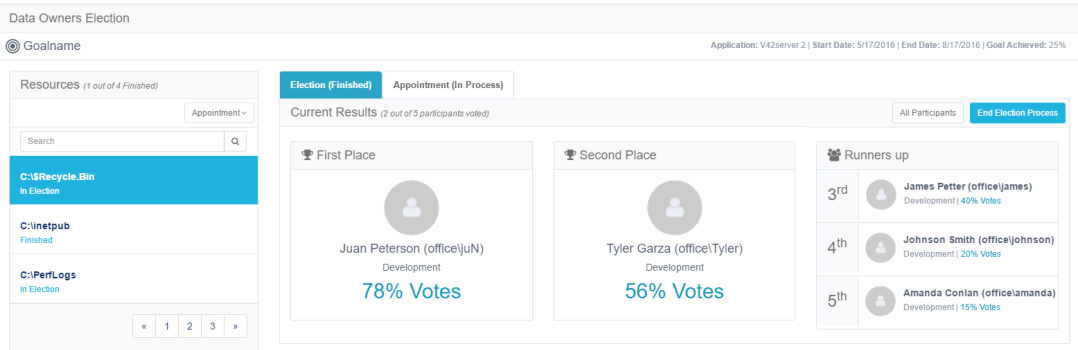 Data Owners Election
Goalname
Application: V42server 2 | Start Date: 5/17/2016 | End Date: 8/17/2016 | Goal Achieved: 25%
Resources (1 out of 4 Finished)
Appointment
Search
C:\$Recycle.Bin
In Election
C:\inetpub
Finished
C:\PerfLogs
In Election
« 1 2 3 »
Election (Finished) Appointment (In Process)
Current Results (2 out of 5 participants voted)
All Participants End Election Process
First Place
Juan Peterson (office\juN)
Development
78% Votes
Second Place
Tyler Garza (office\Tyler)
Development
56% Votes
Runners up
3rd
James Petter (office\james)
Development | 40% Votes
4th
Johnson Smith (office\johnson)
Development | 20% Votes
5th
Amanda Conlan (office\amanda)
Development | 15% Votes